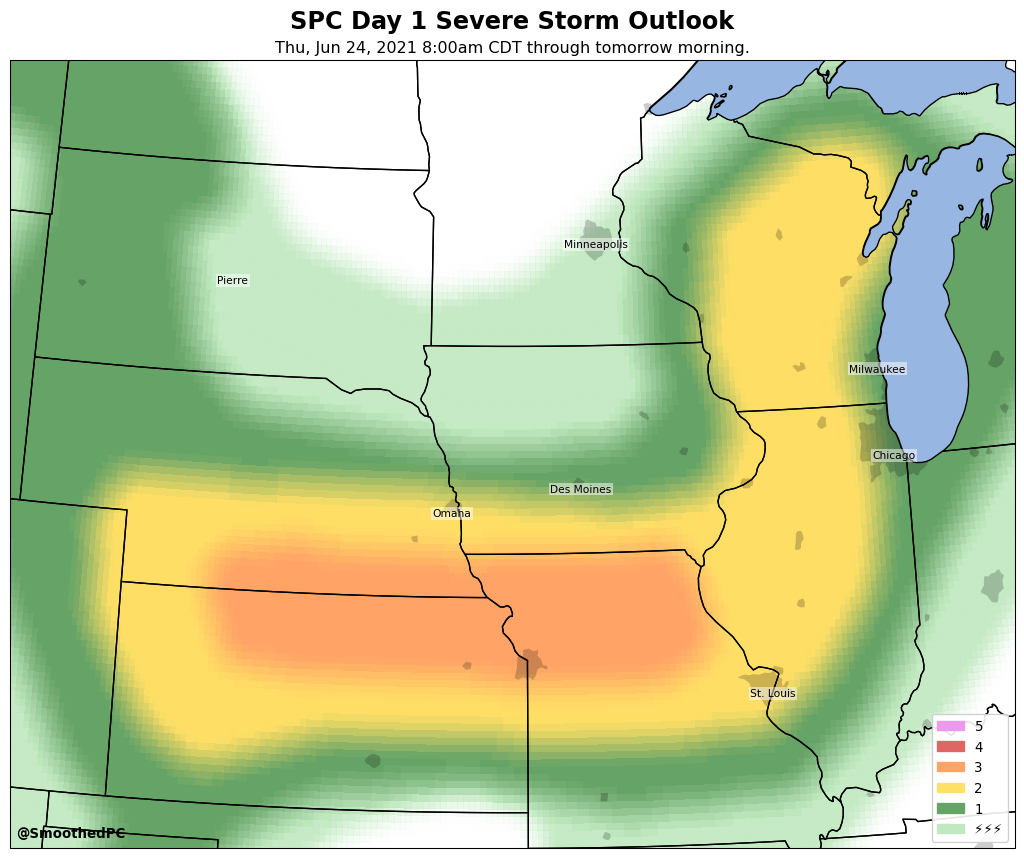 SPC Day 1 Severe Storm Outlook
Thu, Jun 24, 2021 8:00am CDT through tomorrow morning.
Minneapolis
Pierre
Milwaukee
Chicago
Des Moines
Omaha
St. Louis
5
4
3
2
1
⚡⚡⚡
@SmoothedPC